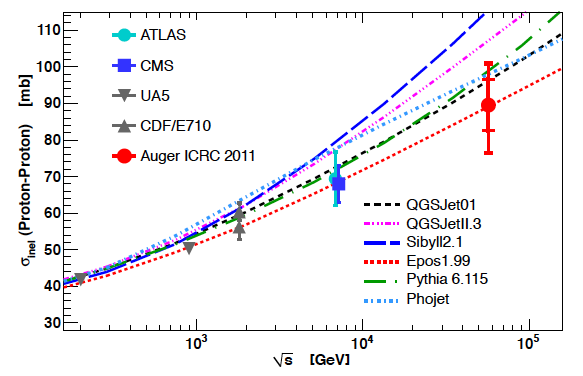 σinel (Proton-Proton) [mb]
110
100
90
80
70
60
50
40
30
ATLAS
CMS
UA5
CDF/E710
Auger ICRC 2011
QGSJet01
QGSJetII.3
Sibyll2.1
Epos1.99
Pythia 6.115
Phojet
10³
10⁴
10⁵
√s [GeV]